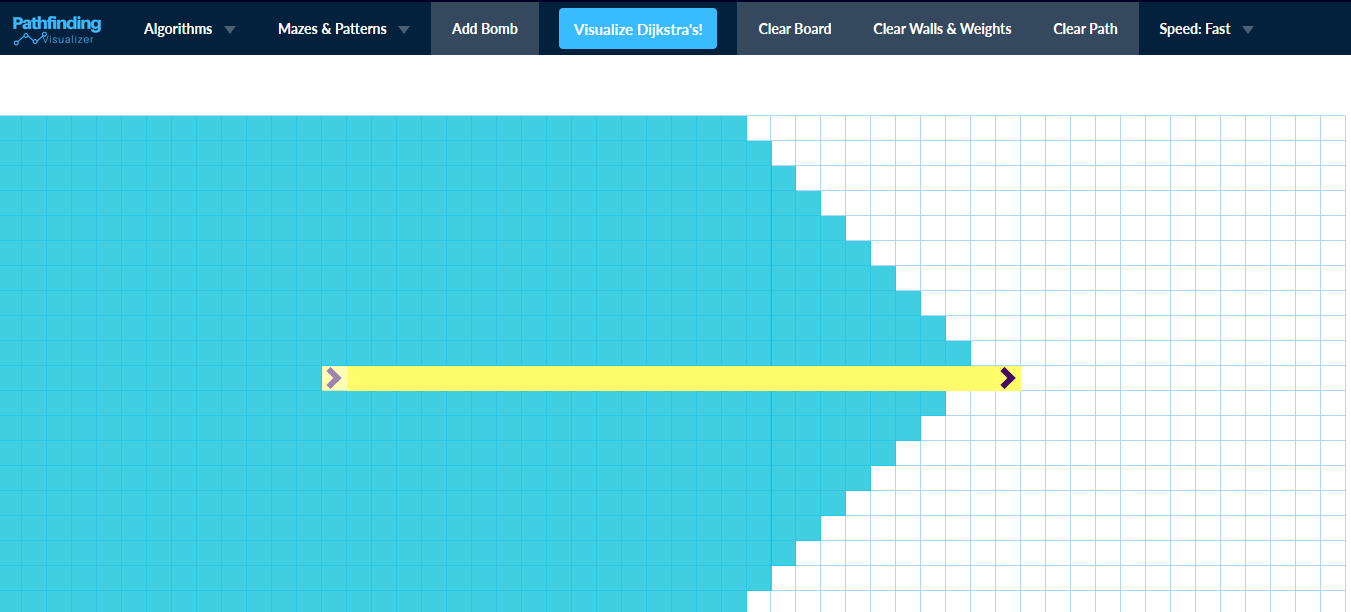 Pathfinding
Visualizer
Algorithms
Mazes & Patterns
Add Bomb
Visualize Dijkstra's!
Clear Board
Clear Walls & Weights
Clear Path
Speed: Fast